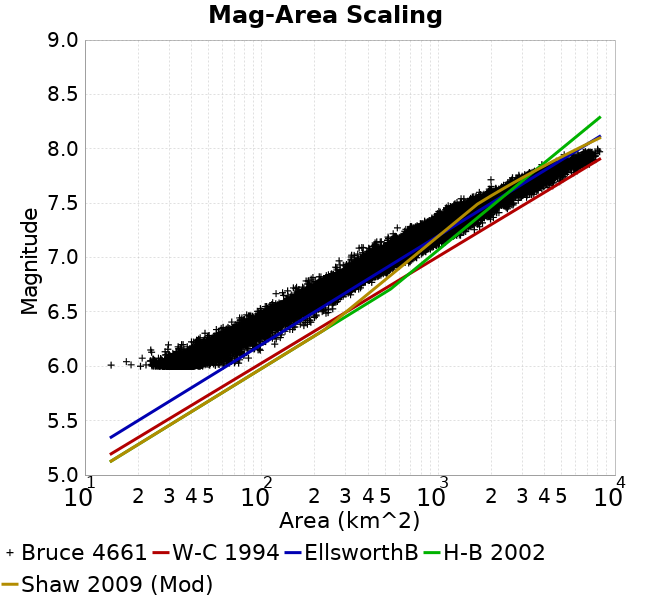 Mag-Area Scaling
9.0
8.5
8.0
7.5
7.0
6.5
6.0
5.5
5.0
Magnitude
10^1 2 3 4 5 10^2 2 3 4 5 10^3 2 3 4 5 10^4
Area (km^2)
+ Bruce 4661 W-C 1994 EllsworthB H-B 2002
Shaw 2009 (Mod)